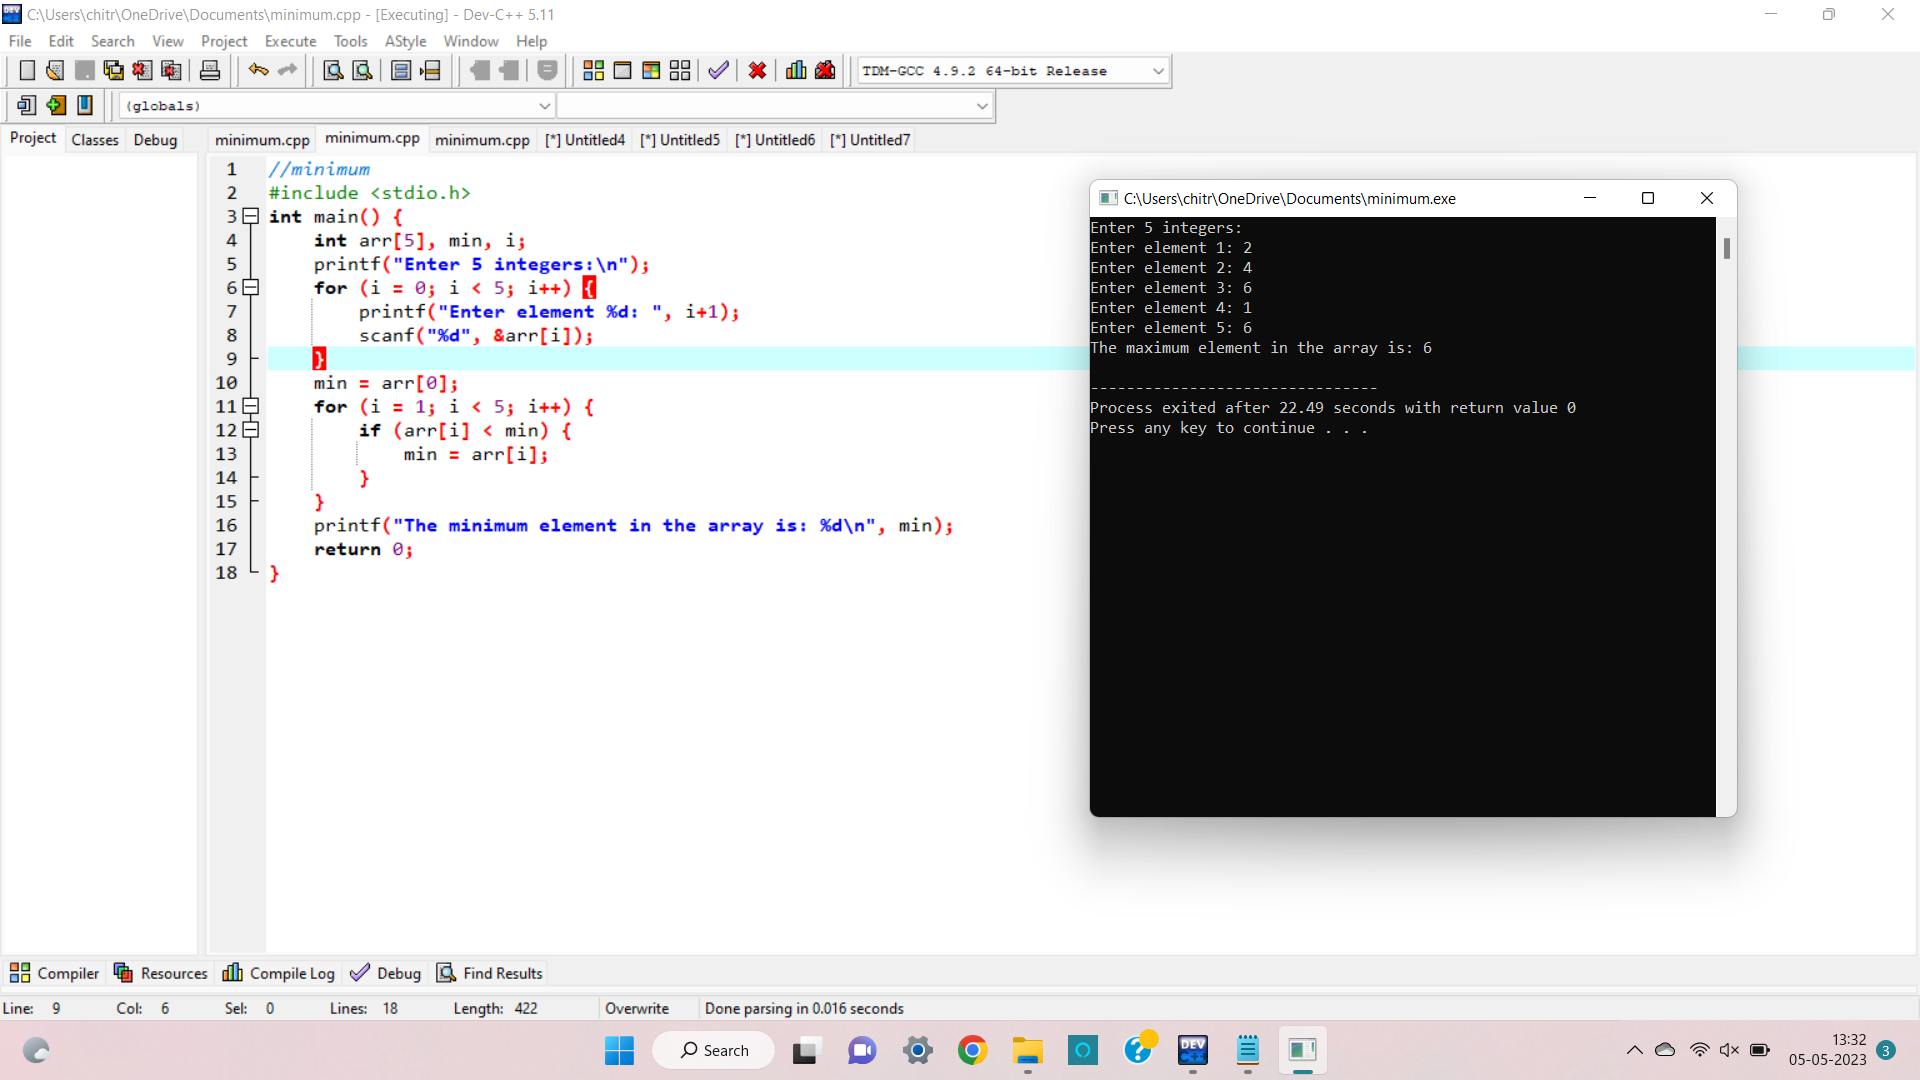 C:\Users\chitr\OneDrive\Documents\minimum.cpp - [Executing] - Dev-C++ 5.11
File Edit Search View Project Execute Tools AStyle Window Help
TDM-GCC 4.9.2 64-bit Release
(globals)
Project Classes Debug minimum.cpp minimum.cpp minimum.cpp [*] Untitled4 [*] Untitled5 [*] Untitled6 [*] Untitled7
1 //minimum
2 #include <stdio.h>
3 int main() {
4 int arr[5], min, i;
5 printf("Enter 5 integers:\n");
6 for (i = 0; i < 5; i++) {
7 printf("Enter element %d: ", i+1);
8 scanf("%d", &arr[i]);
9 }
10 min = arr[0];
11 for (i = 1; i < 5; i++) {
12 if (arr[i] < min) {
13 min = arr[i];
14 }
15 }
16 printf("The minimum element in the array is: %d\n", min);
17 return 0;
18 }
C:\Users\chitr\OneDrive\Documents\minimum.exe
Enter 5 integers:
Enter element 1: 2
Enter element 2: 4
Enter element 3: 6
Enter element 4: 1
Enter element 5: 6
The maximum element in the array is: 6
--------------------------------
Process exited after 22.49 seconds with return value 0
Press any key to continue . . .
Compiler Resources Compile Log Debug Find Results
Line: 9 Col: 6 Sel: 0 Lines: 18 Length: 422 Overwrite Done parsing in 0.016 seconds
Search
DEV
C++
13:32
05-05-2023
3